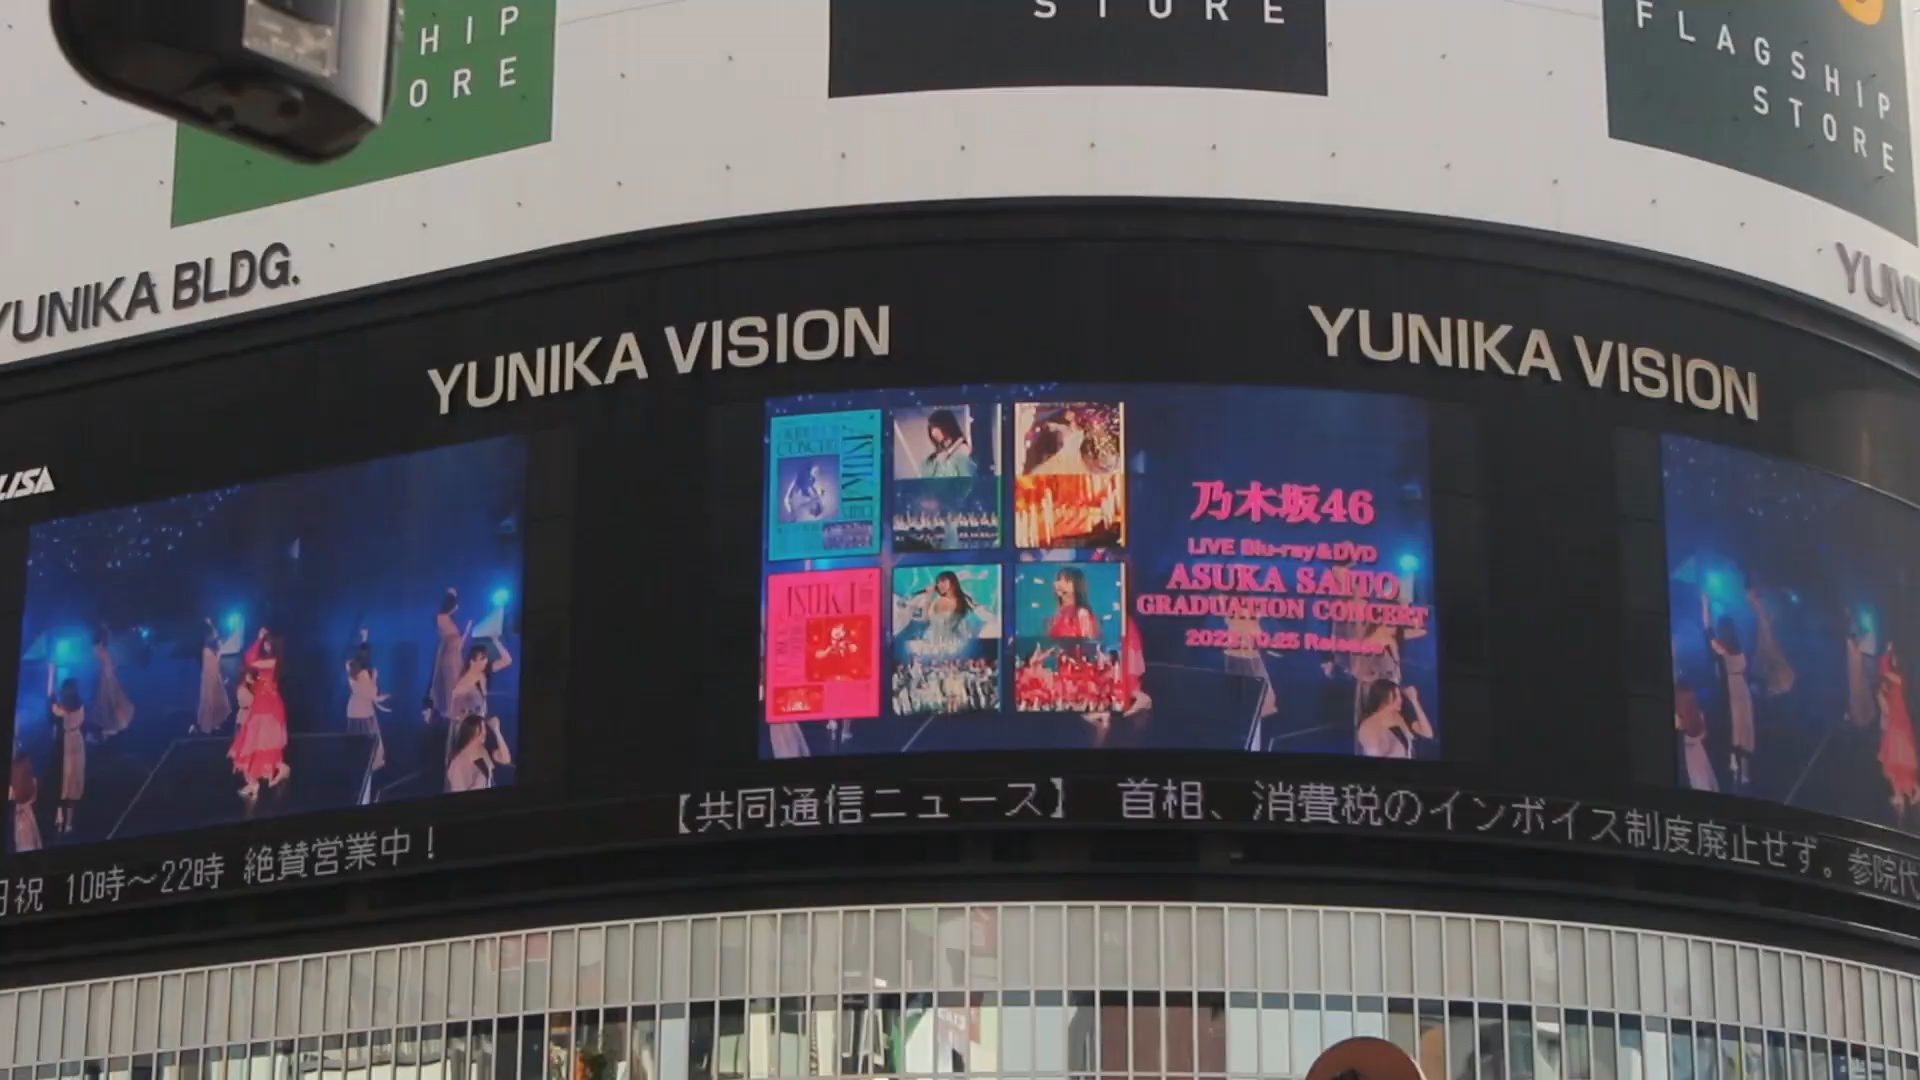 HIP
ORE
STORE
FLAGSHIP
STORE
YUNIKA BLDG.
YUNIKA VISION
YUNIKA VISION
YUNI
LISA
乃木坂46
LIVE Blu-ray&DVD
ASUKA SAITO
GRADUATION CONCERT
Release
ASUKA
日祝 10時～22時 絶賛営業中！
【共同通信ニュース】 首相、消費税のインボイス制度廃止せず。参院代